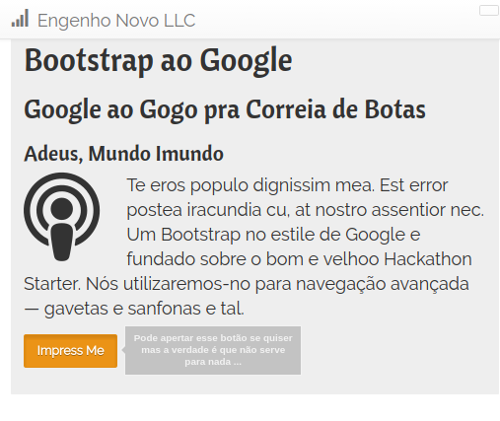 Engenho Novo LLC
Bootstrap ao Google
Google ao Gogo pra Correia de Botas
Adeus, Mundo Imundo
Te eros populo dignissim mea. Est error
postea iracundia cu, at nostro assentior nec.
Um Bootstrap no estile de Google e
fundado sobre o bom e velhoo Hackathon
Starter. Nós utilizaremos-no para navegação avançada
— gavetas e sanfonas e tal.
Impress Me
Pode apertar esse botão se quiser
mas a verdade é que não serve
para nada ...